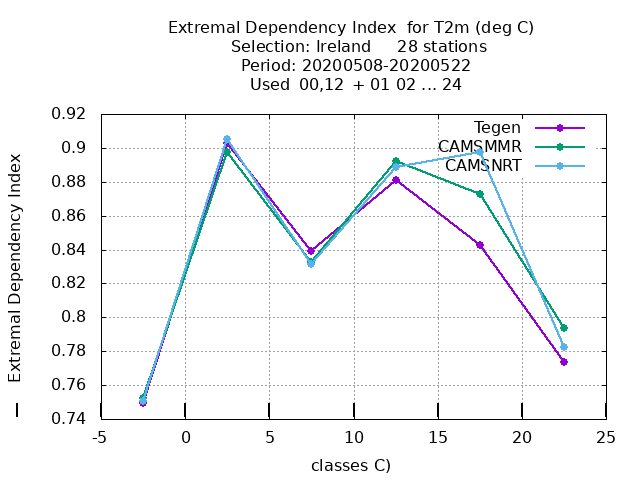 Extremal Dependency Index for T2m (deg C)
Selection: Ireland 28 stations
Period: 20200508-20200522
Used 00,12 + 01 02 ... 24
Extremal Dependency Index
0.92
0.9
0.88
0.86
0.84
0.82
0.8
0.78
0.76
0.74
Tegen
CAMSMMR
CAMSNRT
-5 0 5 10 15 20 25
classes C)